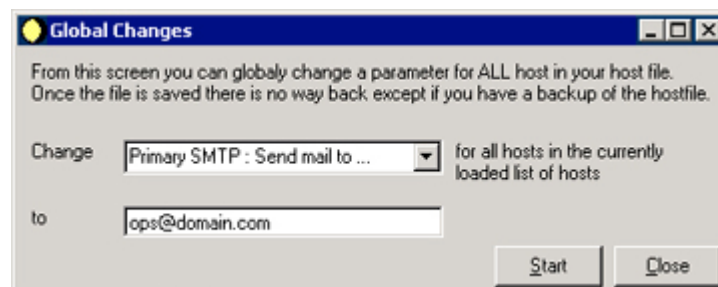 Global Changes
From this screen you can globaly change a parameter for ALL host in your host file.
Once the file is saved there is no way back except if you have a backup of the hostfile.
Change
Primary SMTP : Send mail to ...
for all hosts in the currently
loaded list of hosts
to
ops@domain.com
Start
Close